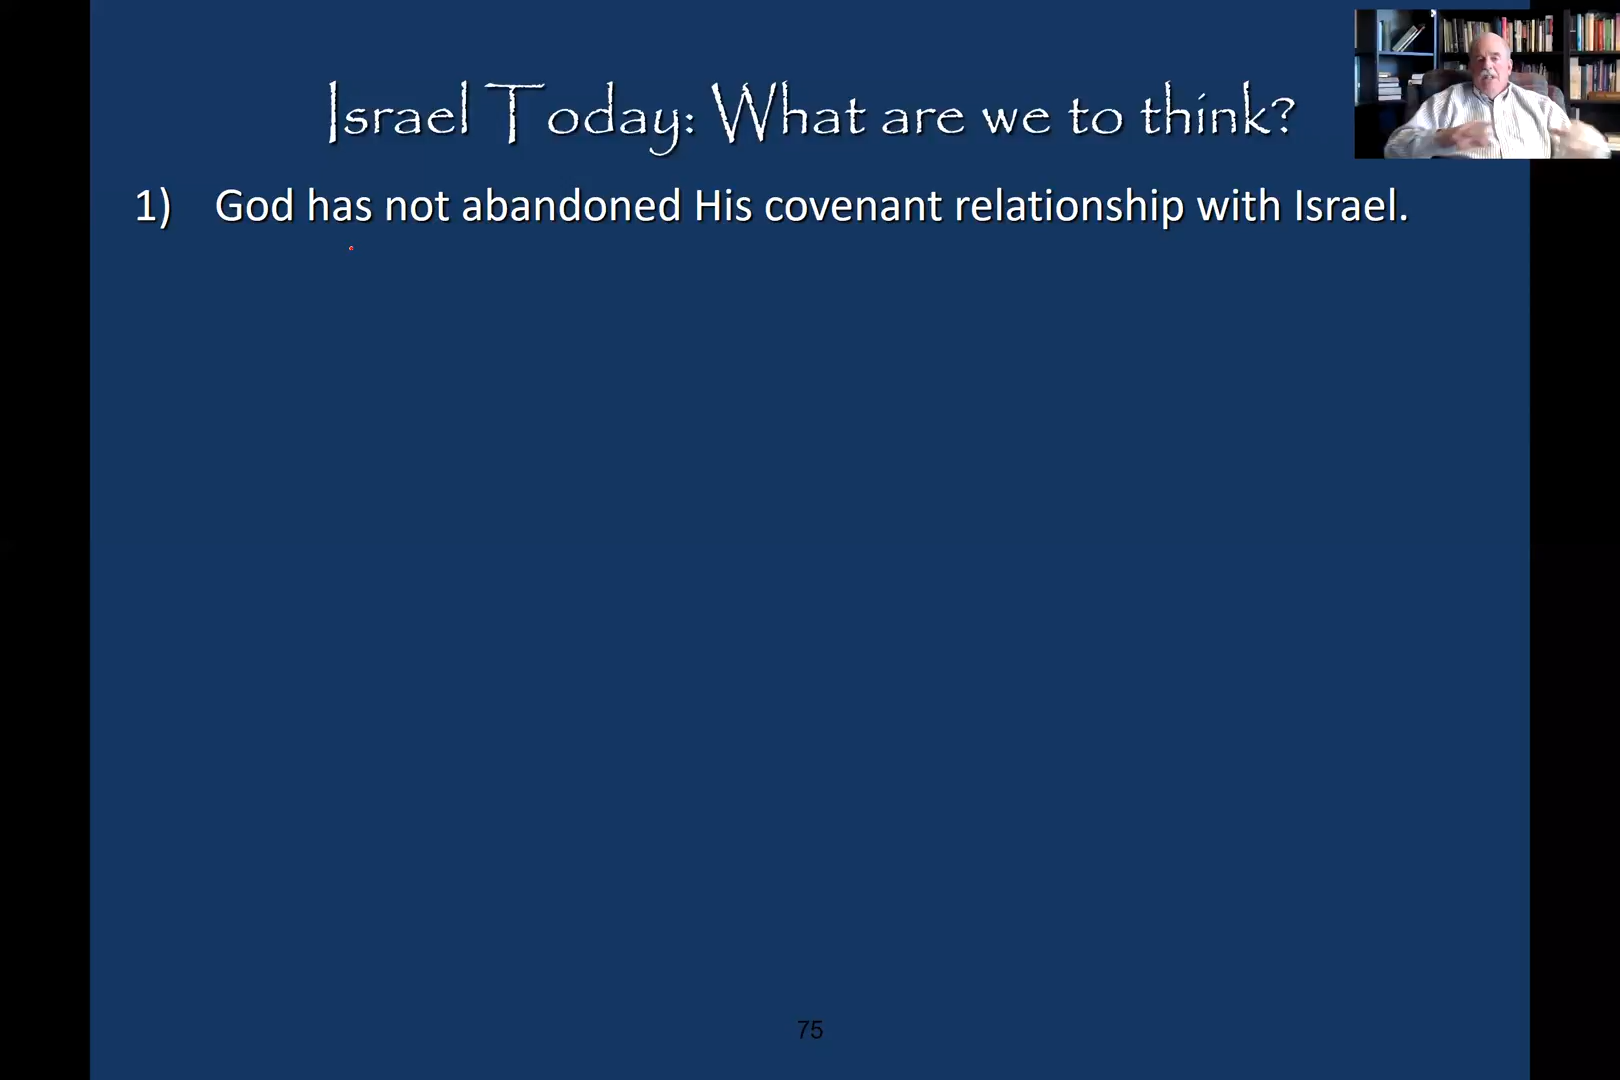 Israel Today: What are we to think?
1) God has not abandoned His covenant relationship with Israel.
75